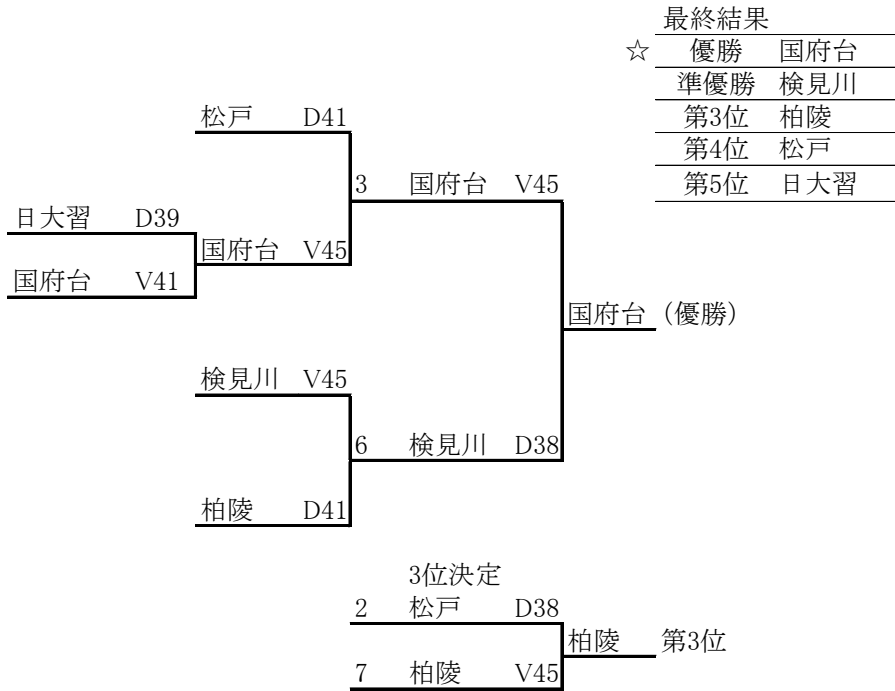 最終結果
☆ 優勝 国府台
準優勝 検見川
松戸 D41
第3位 柏陵
第4位 松戸
3 国府台 V45
第5位 日大習
日大習 D39
国府台 V45
国府台 V41
国府台 (優勝)
検見川 V45
6 検見川 D38
柏陵 D41
3位決定
2 松戸 D38
柏陵 第3位
7 柏陵 V45